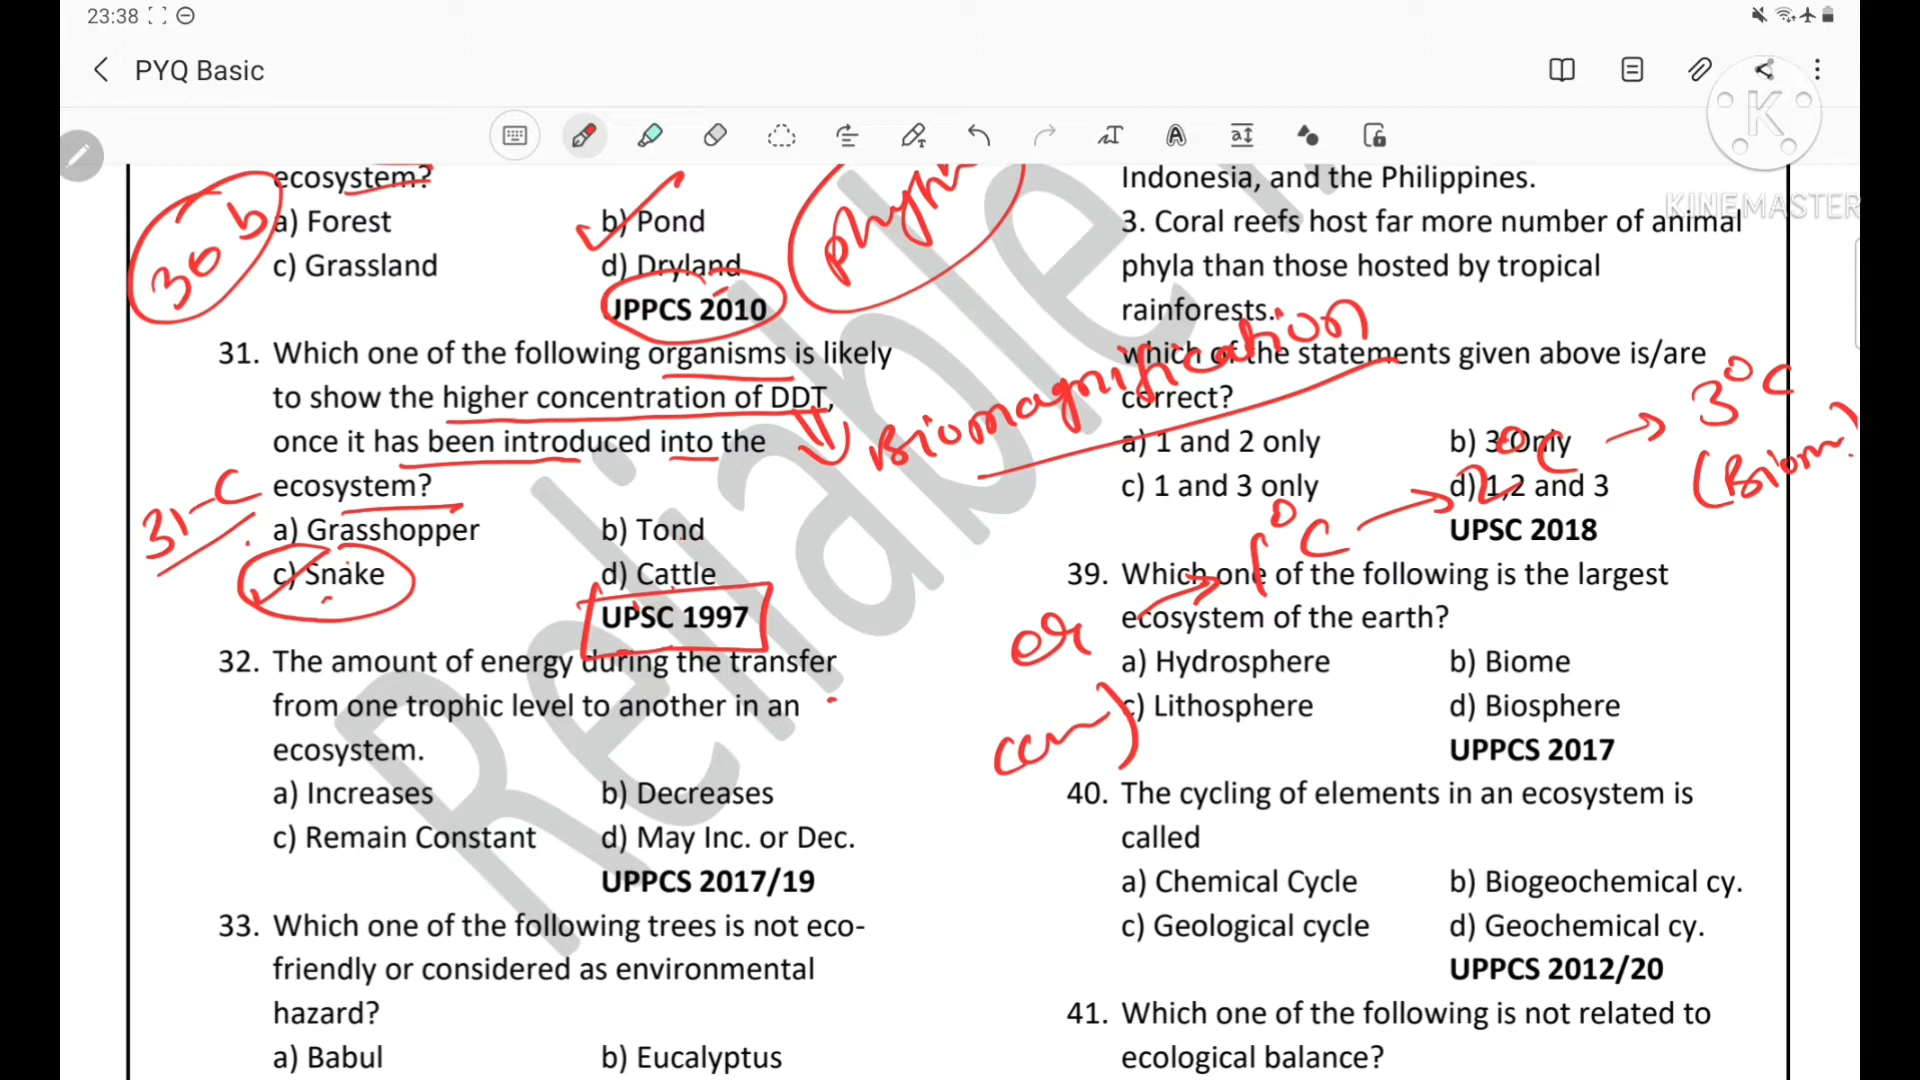 23:38
PYQ Basic
KINEMASTER
ecosystem?
a) Forest b) Pond
c) Grassland d) Dryland
UPPCS 2010
30 b
31. Which one of the following organisms is likely
to show the higher concentration of DDT,
once it has been introduced into the
ecosystem?
a) Grasshopper b) Tond
c) Snake d) Cattle
UPSC 1997
31-C
32. The amount of energy during the transfer
from one trophic level to another in an
ecosystem.
a) Increases b) Decreases
c) Remain Constant d) May Inc. or Dec.
UPPCS 2017/19
33. Which one of the following trees is not eco-
friendly or considered as environmental
hazard?
a) Babul b) Eucalyptus
Indonesia, and the Philippines.
3. Coral reefs host far more number of animal
phyla than those hosted by tropical
rainforests.
which of the statements given above is/are
correct?
a) 1 and 2 only b) 3 Only
c) 1 and 3 only d) 1,2 and 3
UPSC 2018
Biomagnification
1°C → 2°C → 3°C
(Biom.)
39. Which one of the following is the largest
ecosystem of the earth?
a) Hydrosphere b) Biome
c) Lithosphere d) Biosphere
UPPCS 2017
40. The cycling of elements in an ecosystem is
called
a) Chemical Cycle b) Biogeochemical cy.
c) Geological cycle d) Geochemical cy.
UPPCS 2012/20
41. Which one of the following is not related to
ecological balance?
Reliable